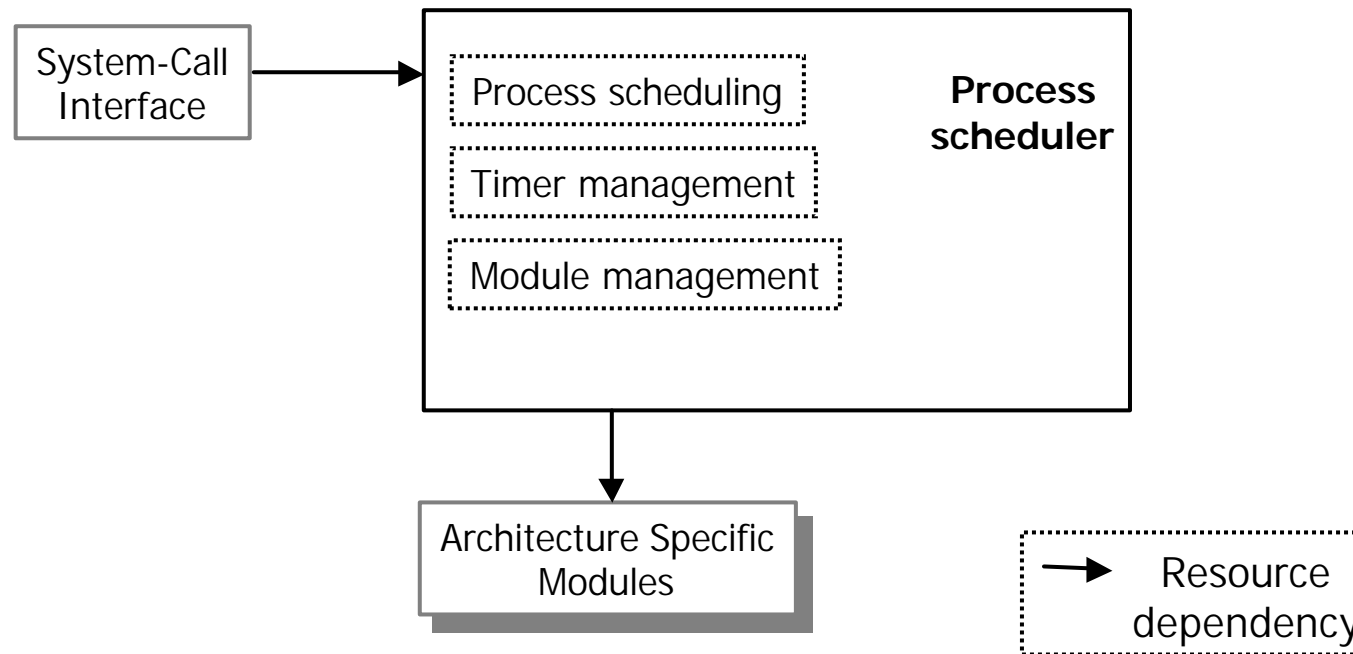 System-Call
Interface
Process scheduling
Process
scheduler
Timer management
Module management
Architecture Specific
Modules
Resource
dependency